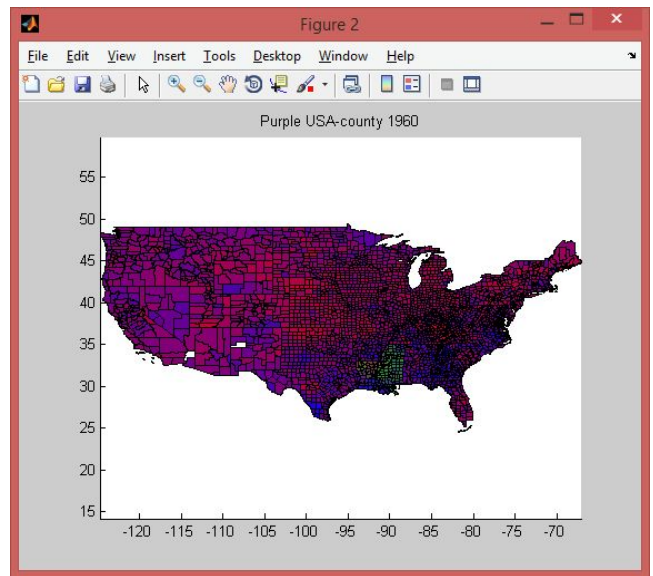 Figure 2
File Edit View Insert Tools Desktop Window Help
Purple USA-county 1960
55
50
45
40
35
30
25
20
15
-120 -115 -110 -105 -100 -95 -90 -85 -80 -75 -70